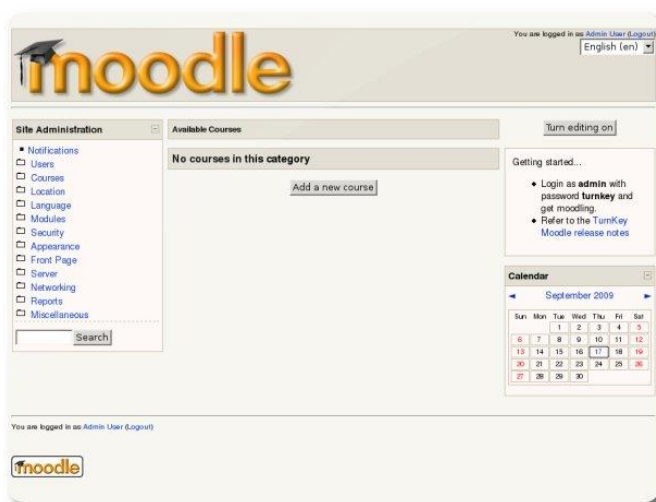 moodle
You are logged in as Admin User (Logout)
English (en)
Site Administration
Notifications
Users
Courses
Location
Language
Modules
Security
Appearance
Front Page
Server
Networking
Reports
Miscellaneous
Search
Available Courses
No courses in this category
Add a new course
Turn editing on
Getting started...
Login as admin with
password turnkey and
get moodling.
Refer to the TurnKey
Moodle release notes
Calendar
September 2009
Sun Mon Tue Wed Thu Fri Sat
1 2 3 4 5
6 7 8 9 10 11 12
13 14 15 16 17 18 19
20 21 22 23 24 25 26
27 28 29 30
You are logged in as Admin User (Logout)
moodle